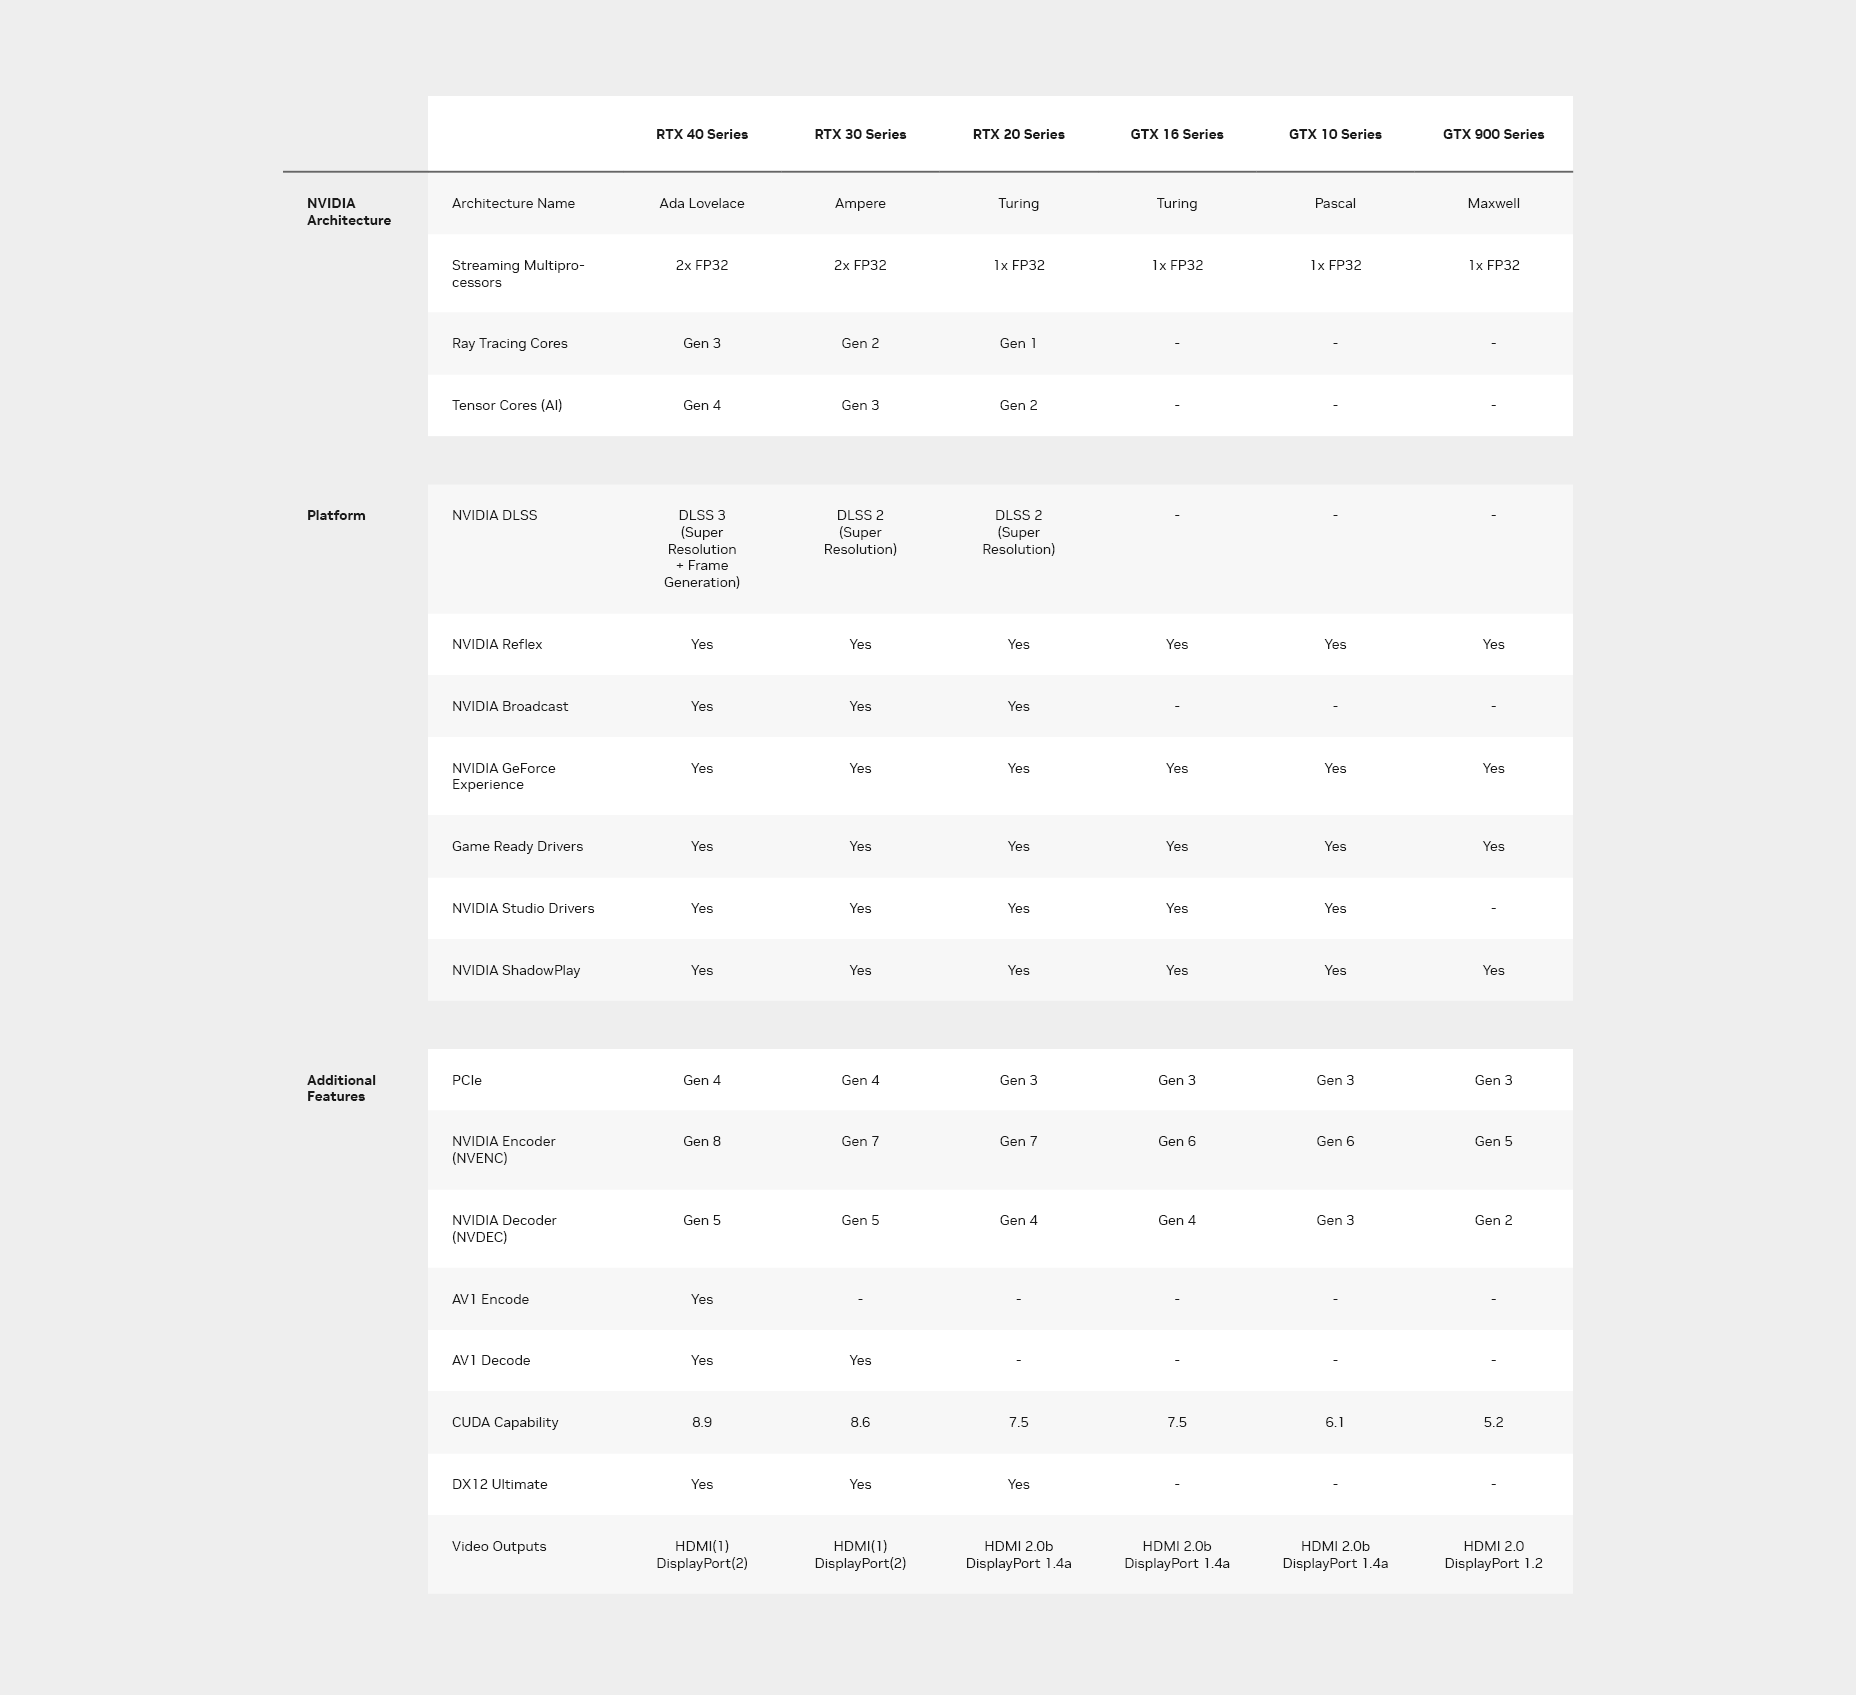 RTX 40 Series RTX 30 Series RTX 20 Series GTX 16 Series GTX 10 Series GTX 900 Series
NVIDIA Architecture Name Ada Lovelace Ampere Turing Turing Pascal Maxwell
Architecture
Streaming Multipro- 2x FP32 2x FP32 1x FP32 1x FP32 1x FP32 1x FP32
cessors
Ray Tracing Cores Gen 3 Gen 2 Gen 1 - - -
Tensor Cores (AI) Gen 4 Gen 3 Gen 2 - - -
Platform NVIDIA DLSS DLSS 3 DLSS 2 DLSS 2 - - -
(Super (Super (Super
Resolution Resolution) Resolution)
+ Frame
Generation)
NVIDIA Reflex Yes Yes Yes Yes Yes Yes
NVIDIA Broadcast Yes Yes Yes - - -
NVIDIA GeForce Yes Yes Yes Yes Yes Yes
Experience
Game Ready Drivers Yes Yes Yes Yes Yes Yes
NVIDIA Studio Drivers Yes Yes Yes Yes Yes -
NVIDIA ShadowPlay Yes Yes Yes Yes Yes Yes
Additional PCIe Gen 4 Gen 4 Gen 3 Gen 3 Gen 3 Gen 3
Features
NVIDIA Encoder Gen 8 Gen 7 Gen 7 Gen 6 Gen 6 Gen 5
(NVENC)
NVIDIA Decoder Gen 5 Gen 5 Gen 4 Gen 4 Gen 3 Gen 2
(NVDEC)
AV1 Encode Yes - - - - -
AV1 Decode Yes Yes - - - -
CUDA Capability 8.9 8.6 7.5 7.5 6.1 5.2
DX12 Ultimate Yes Yes Yes - - -
Video Outputs HDMI(1) HDMI(1) HDMI 2.0b HDMI 2.0b HDMI 2.0b HDMI 2.0
DisplayPort(2) DisplayPort(2) DisplayPort 1.4a DisplayPort 1.4a DisplayPort 1.4a DisplayPort 1.2